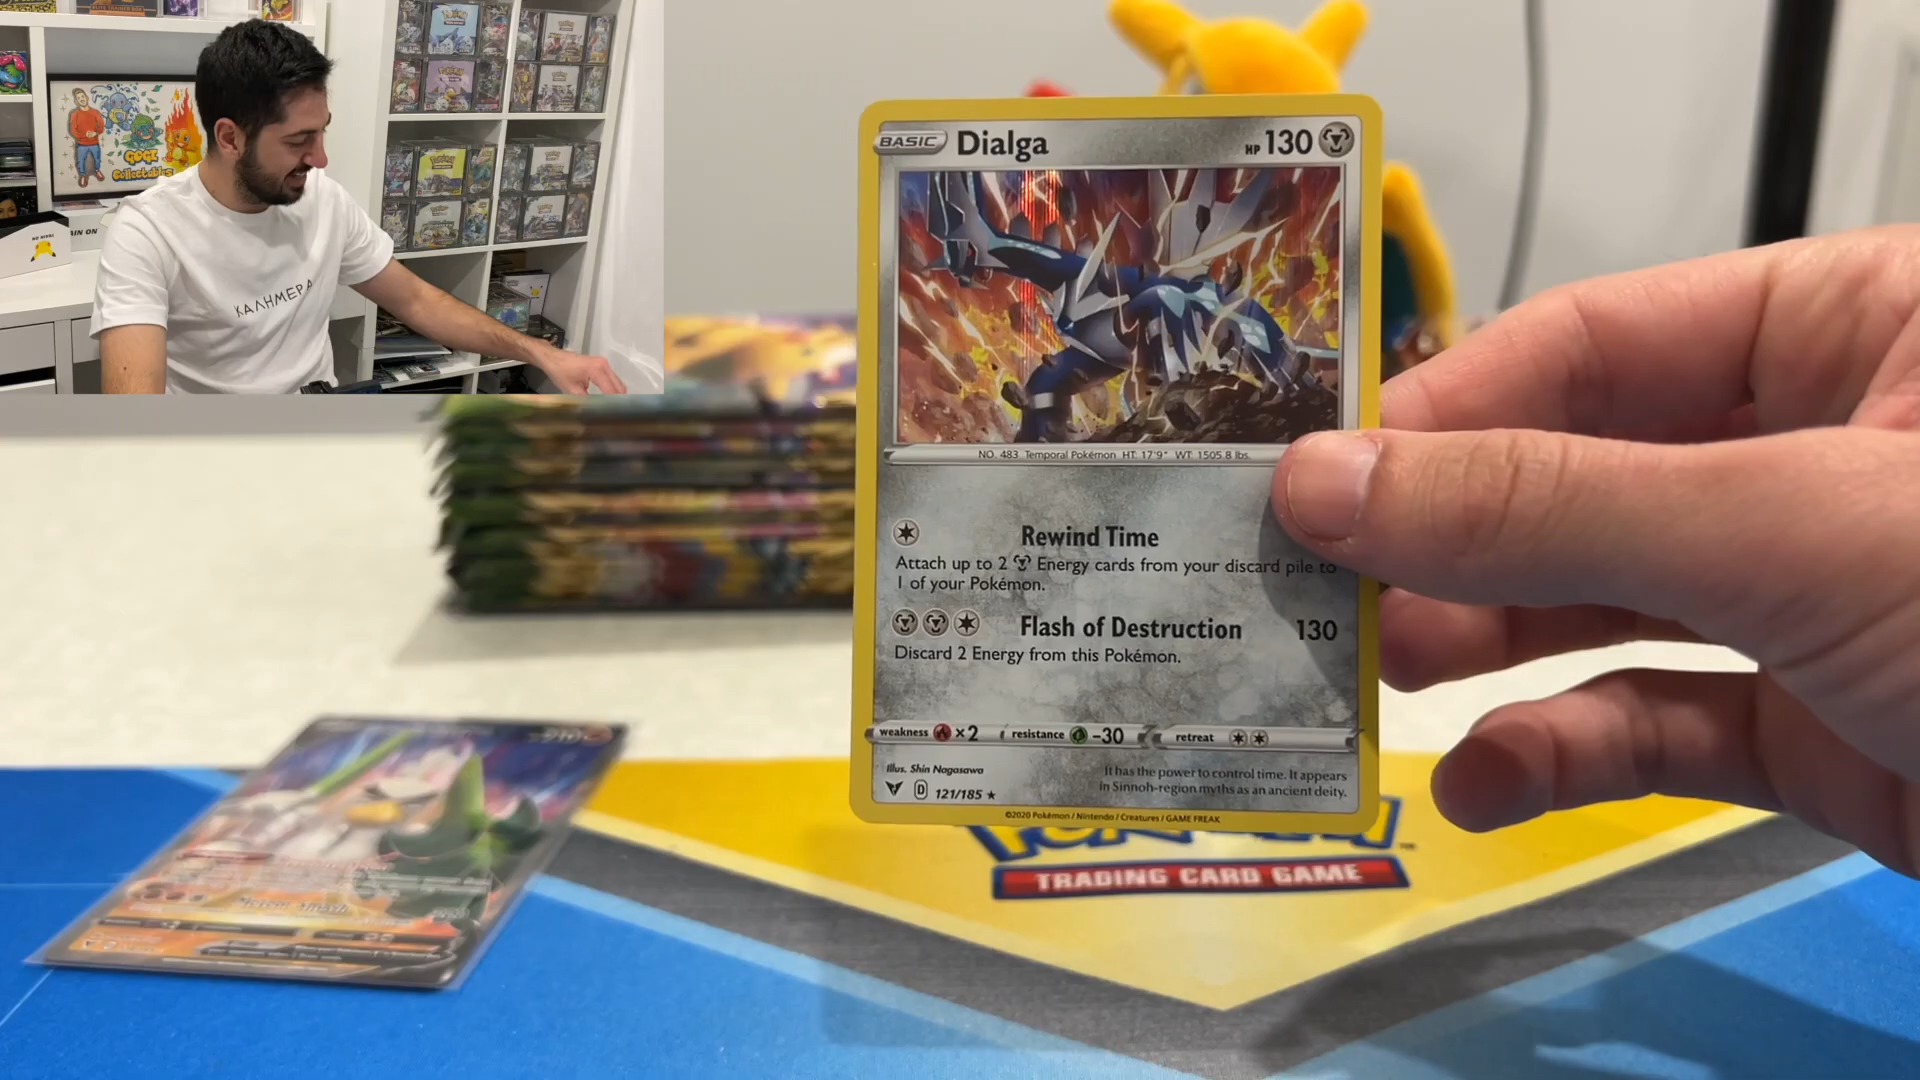 GOGE
Collectables
ΚΑΛΗΜΕΡΑ
BASIC Dialga HP 130
NO. 483 Temporal Pokémon HT: 17'9" WT: 1505.8 lbs.
Rewind Time
Attach up to 2 Energy cards from your discard pile to
1 of your Pokémon.
Flash of Destruction 130
Discard 2 Energy from this Pokémon.
weakness ×2 resistance -30 retreat
Illus. Shin Nagasawa
D 121/185 ★
It has the power to control time. It appears
in Sinnoh-region myths as an ancient deity.
©2020 Pokémon / Nintendo / Creatures / GAME FREAK
TRADING CARD GAME
Meteor Smash